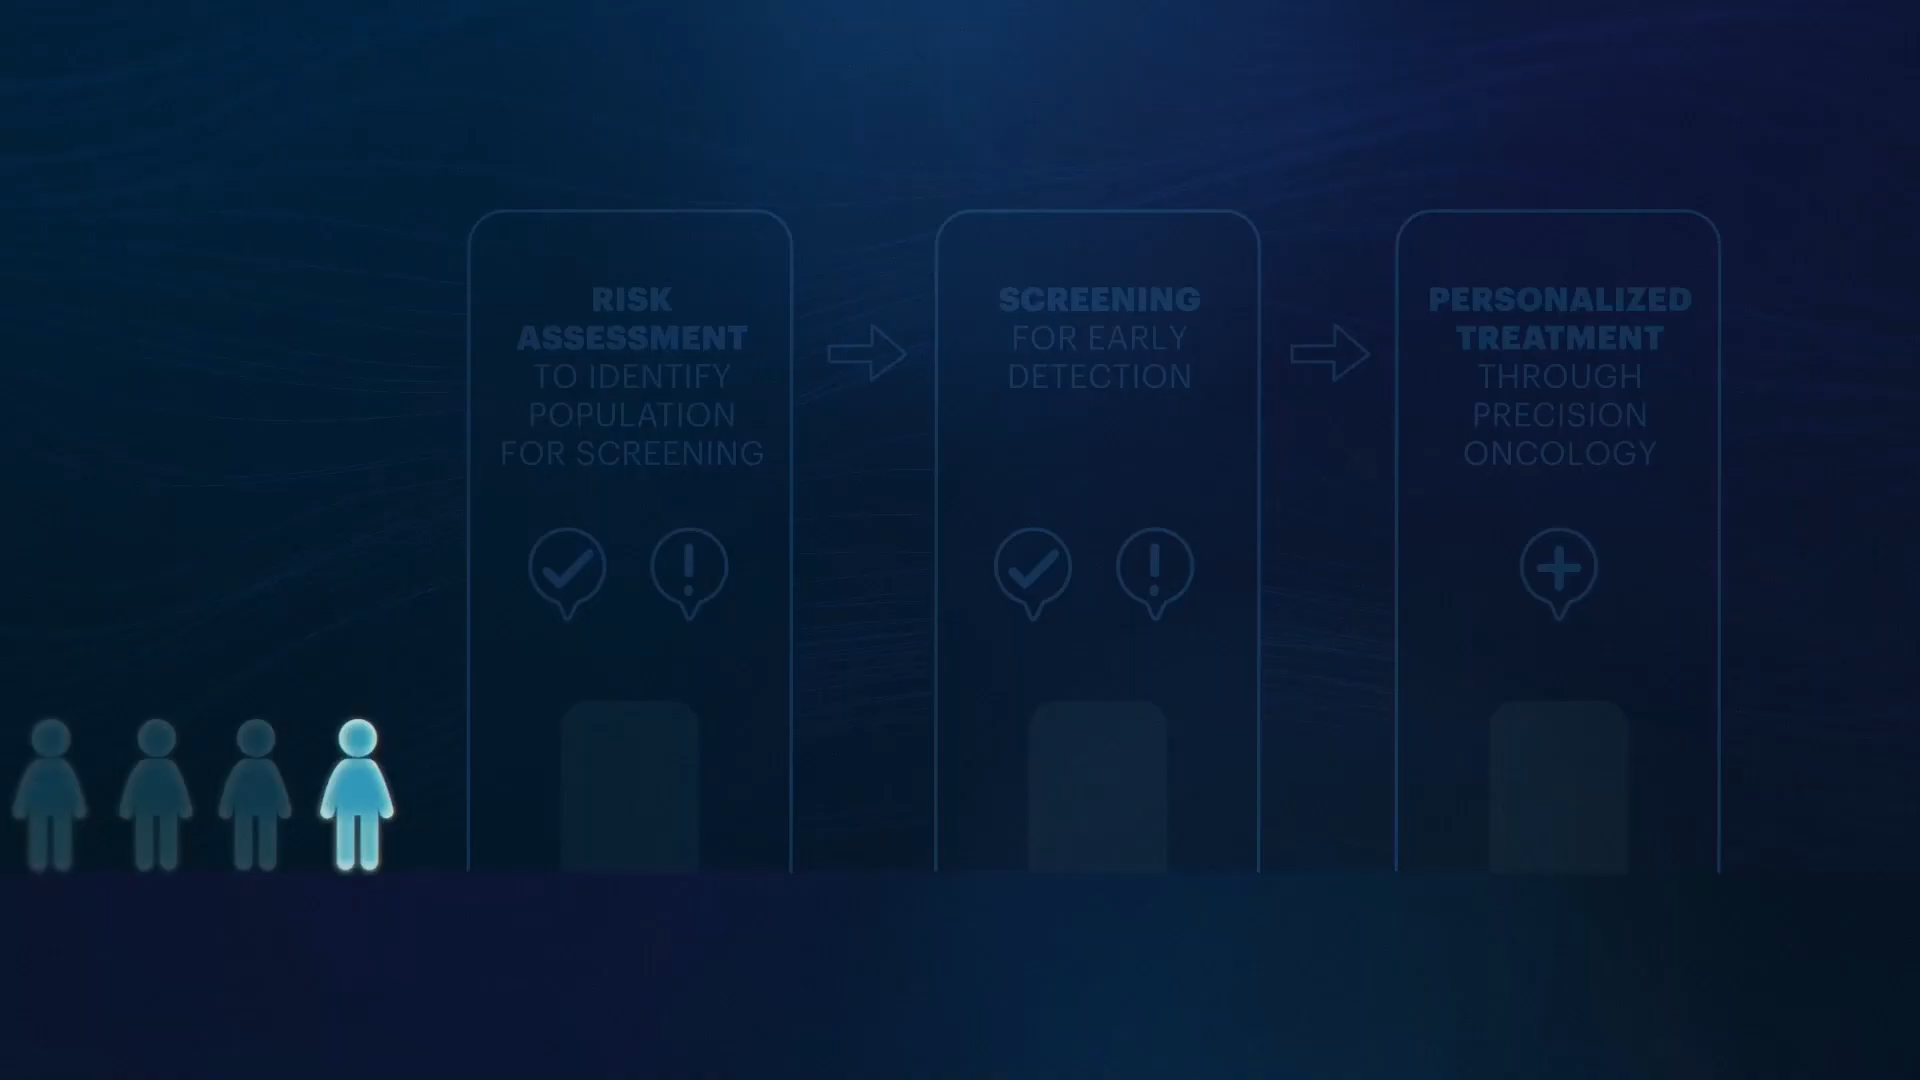 RISK
ASSESSMENT
TO IDENTIFY
POPULATION
FOR SCREENING
SCREENING
FOR EARLY
DETECTION
PERSONALIZED
TREATMENT
THROUGH
PRECISION
ONCOLOGY